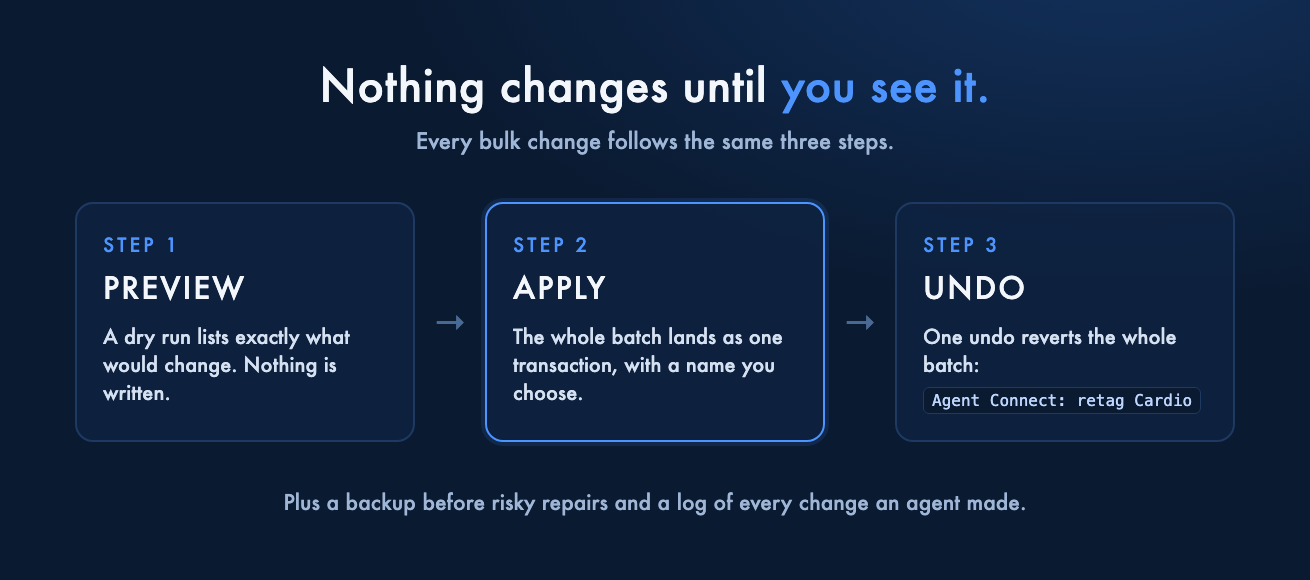 Nothing changes until you see it.
Every bulk change follows the same three steps.
STEP 1
PREVIEW
A dry run lists exactly what
would change. Nothing is
written.
→
STEP 2
APPLY
The whole batch lands as one
transaction, with a name you
choose.
→
STEP 3
UNDO
One undo reverts the whole
batch:
Agent Connect: retag Cardio
Plus a backup before risky repairs and a log of every change an agent made.